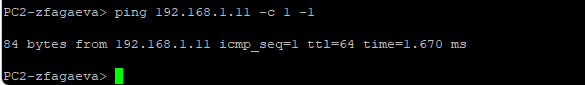 PC2-zfagaeva> ping 192.168.1.11 -c 1 -1
84 bytes from 192.168.1.11 icmp_seq=1 ttl=64 time=1.670 ms
PC2-zfagaeva>